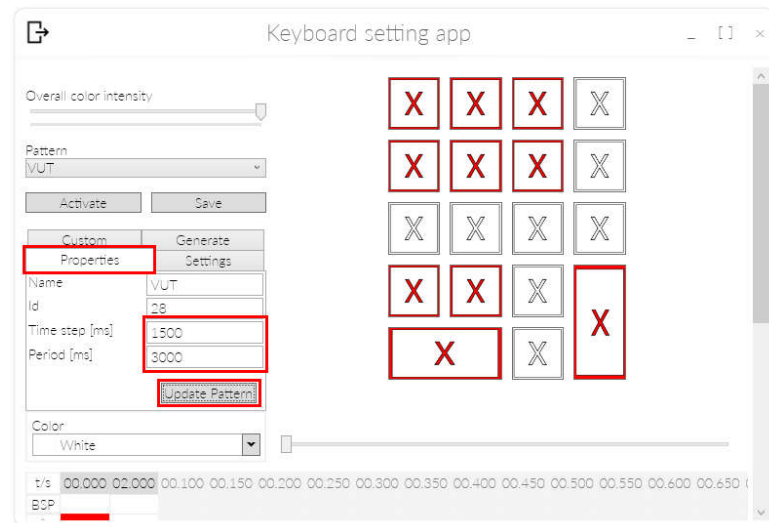 Keyboard setting app
Overall color intensity
Pattern
VUT
Activate Save
Custom Generate
Properties Settings
Name VUT
Id 28
Time step [ms] 1500
Period [ms] 3000
Update Pattern
Color
White
X X X X
X X X X
X X X X
X X X X
X X
t/s 00.000 02.000 00.100 00.150 00.200 00.250 00.300 00.350 00.400 00.450 00.500 00.550 00.600 00.650
BSP